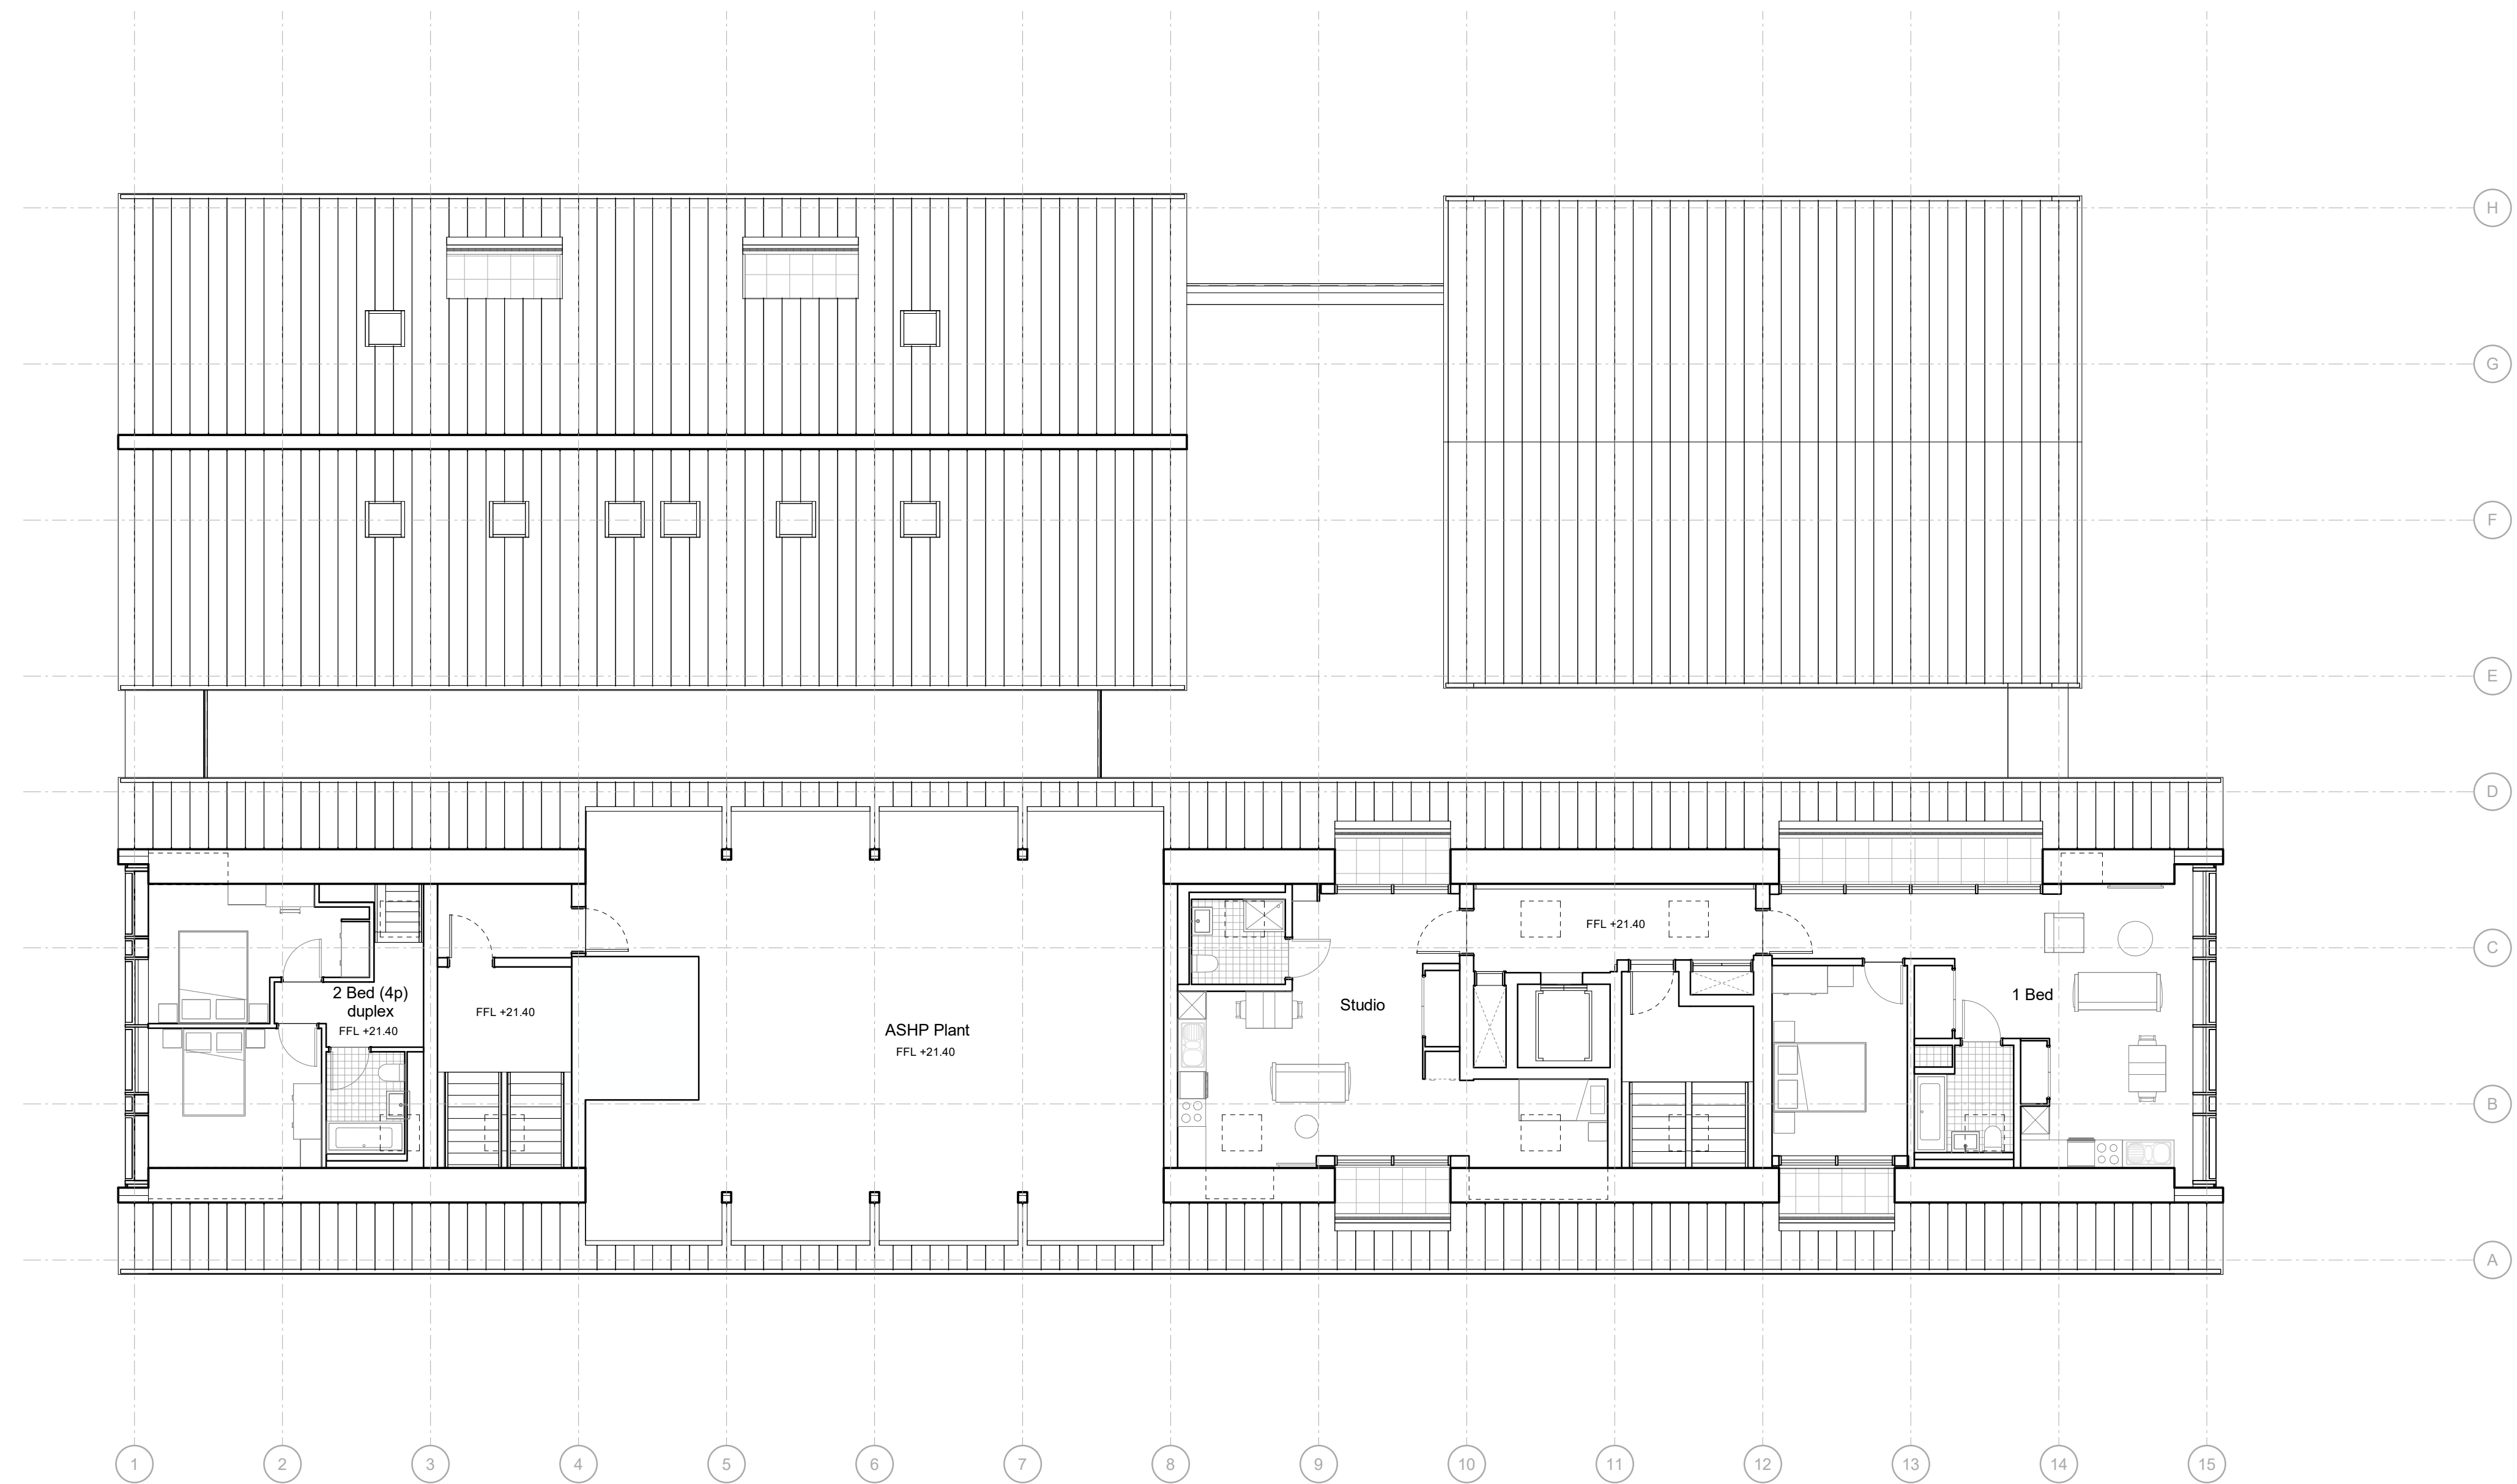 H
G
F
E
D
C
B
A
FFL +21.40
2 Bed (4p)
duplex
FFL +21.40
FFL +21.40
ASHP Plant
FFL +21.40
Studio
1 Bed
1
2
3
4
5
6
7
8
9
10
11
12
13
14
15